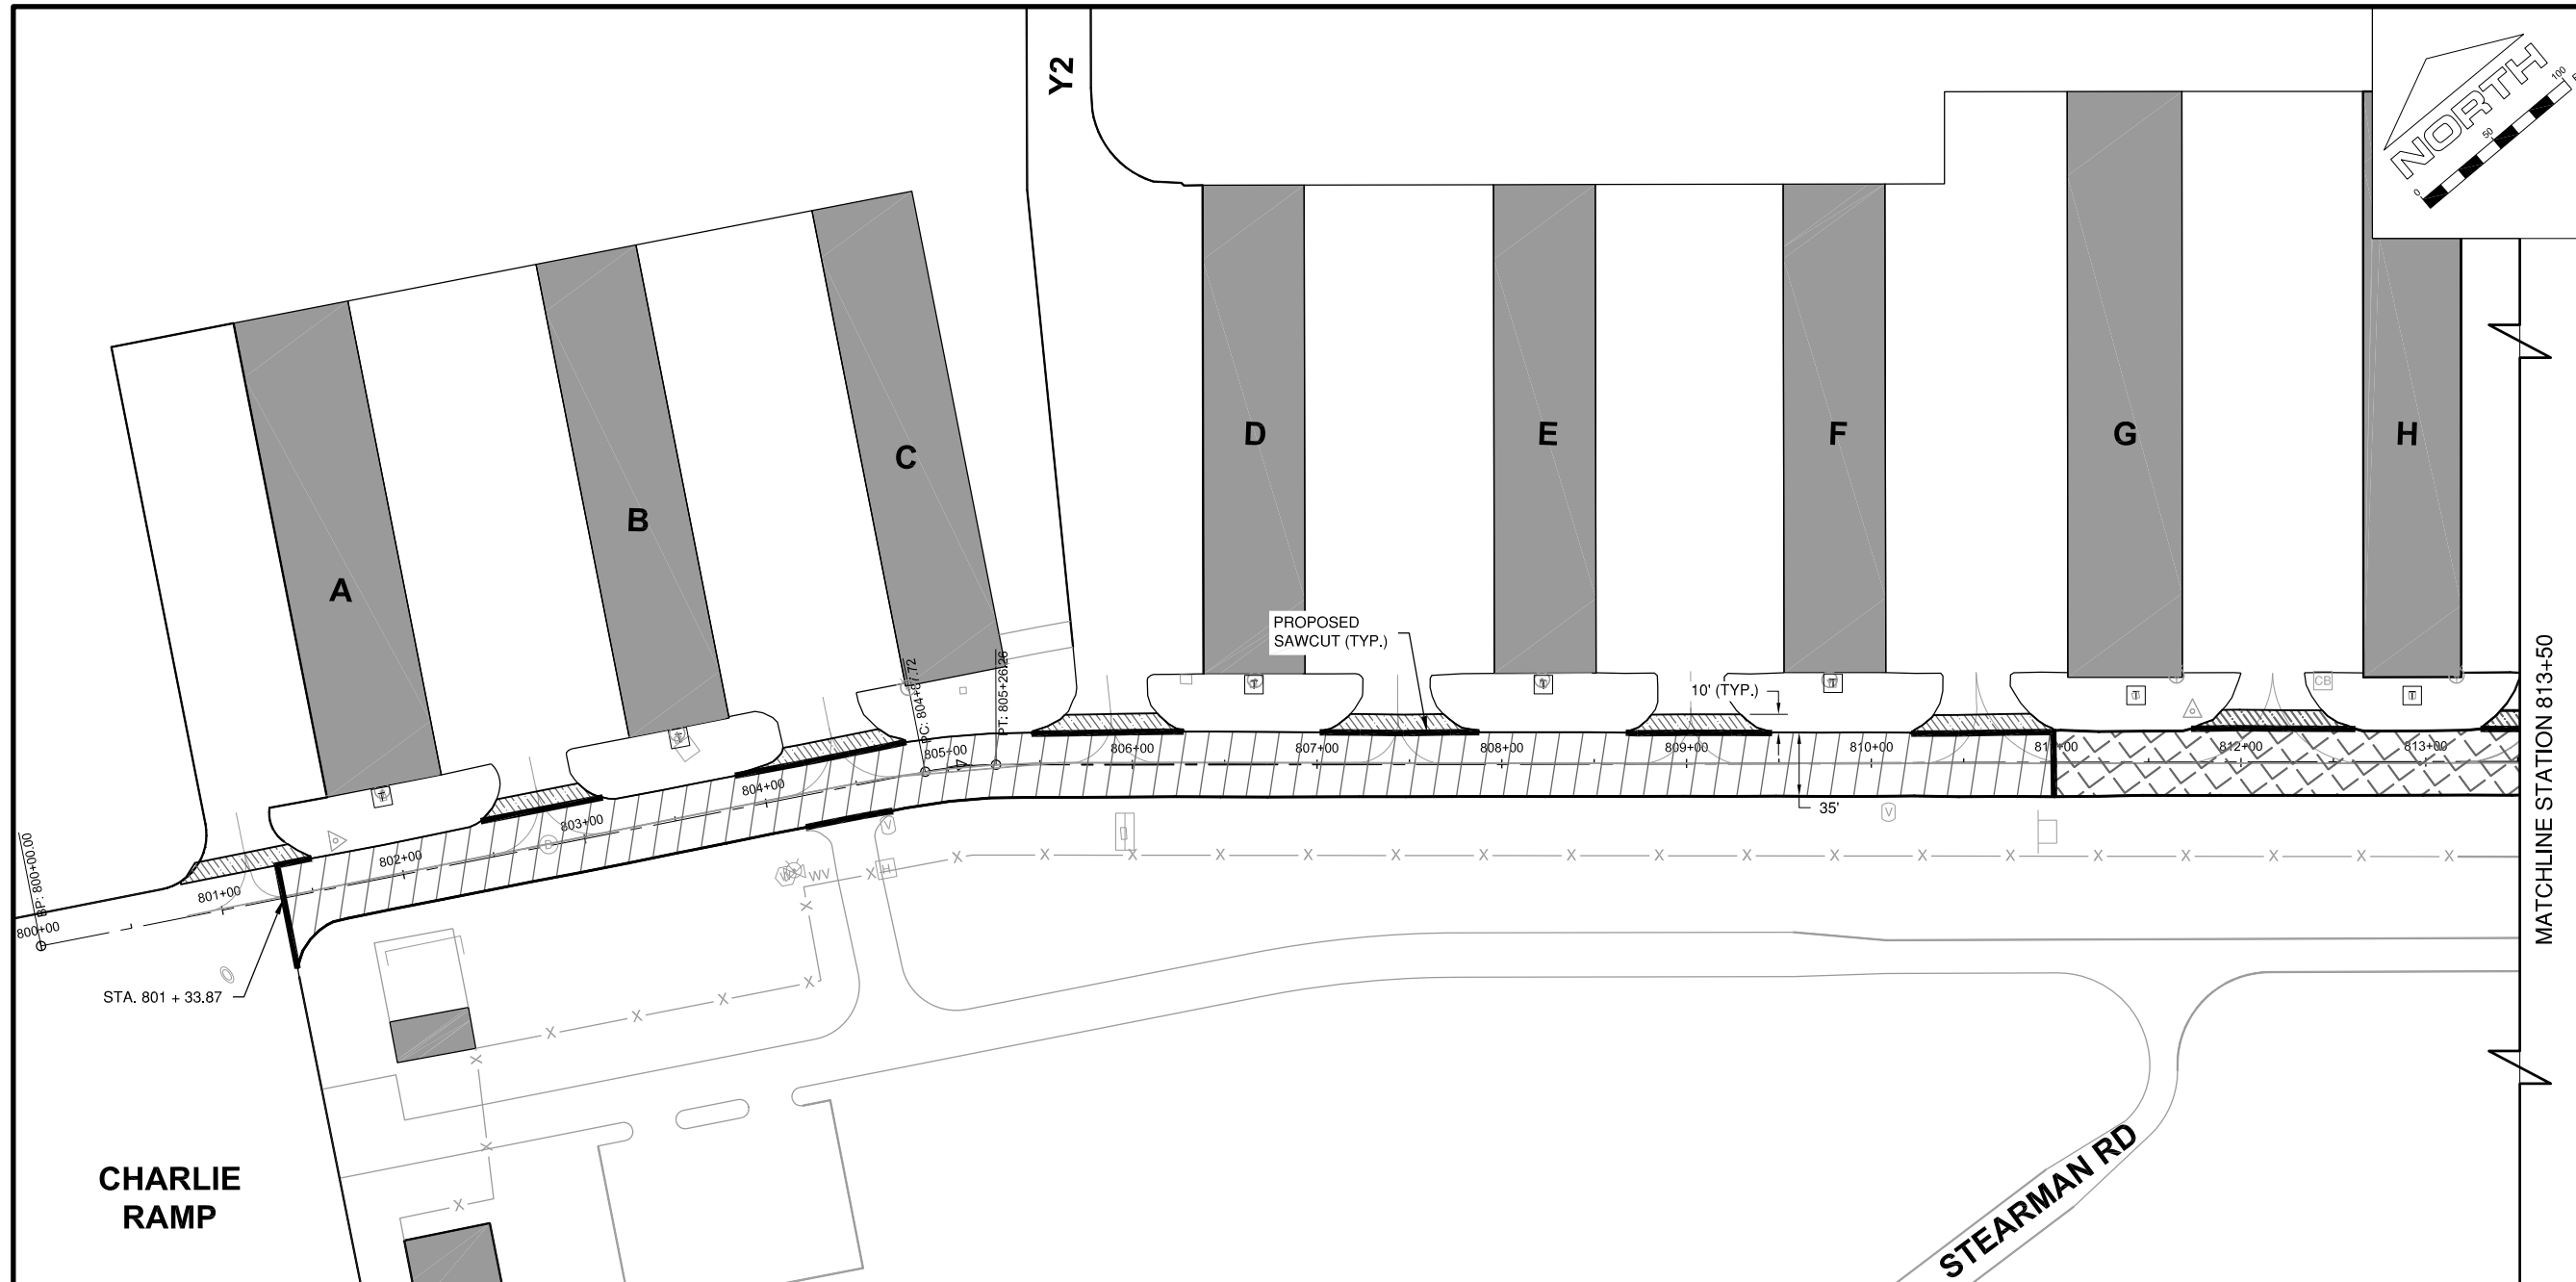 Y2
NORTH
0
50
100
A
B
C
D
E
F
G
H
PROPOSED
SAWCUT (TYP.)
10' (TYP.)
35'
BP: 800+00.00
PC: 804+87.72
PT: 805+26.26
800+00
801+00
802+00
803+00
804+00
805+00
806+00
807+00
808+00
809+00
810+00
811+00
812+00
813+00
T
T
T
T
T
T
T
CB
D
V
V
H
WV
X
STA. 801 + 33.87
MATCHLINE STATION 813+50
CHARLIE
RAMP
STEARMAN RD